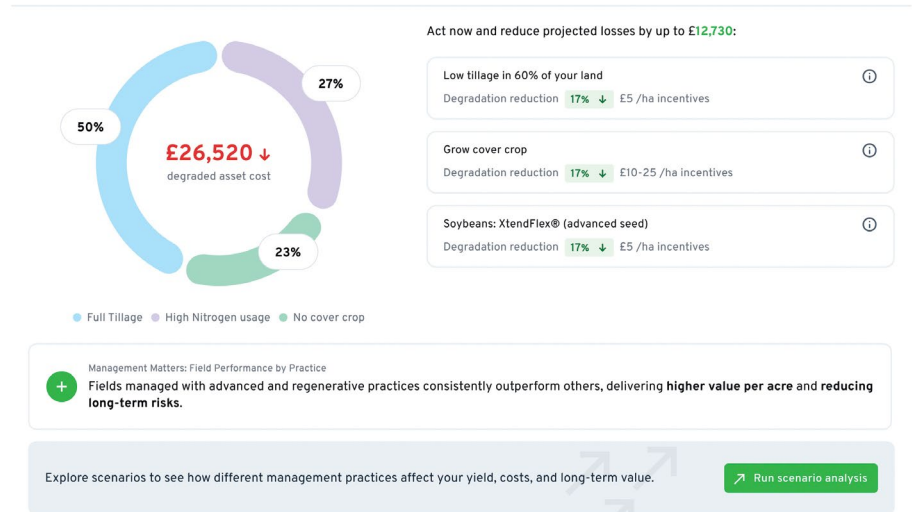 Act now and reduce projected losses by up to £12,730:
27%
50%
£26,520 ↓
degraded asset cost
23%
Full Tillage High Nitrogen usage No cover crop
Low tillage in 60% of your land
Degradation reduction 17% ↓ £5 /ha incentives
Grow cover crop
Degradation reduction 17% ↓ £10-25 /ha incentives
Soybeans: XtendFlex® (advanced seed)
Degradation reduction 17% ↓ £5 /ha incentives
Management Matters: Field Performance by Practice
Fields managed with advanced and regenerative practices consistently outperform others, delivering higher value per acre and reducing
long-term risks.
Explore scenarios to see how different management practices affect your yield, costs, and long-term value.
Run scenario analysis